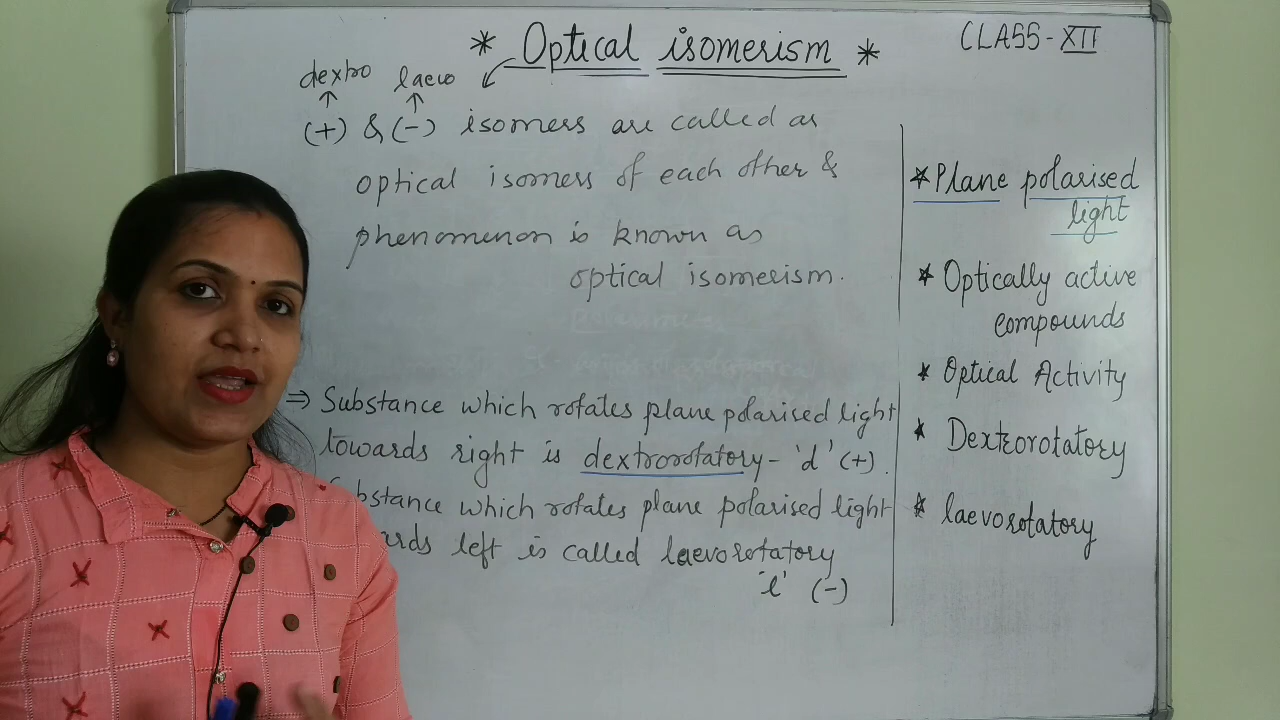 * Optical isomerism *
CLASS-XII
dextro laevo
(+) & (-) isomers are called as
optical isomers of each other &
phenomenon is known as
optical isomerism.
⇒ Substance which rotates plane polarised light
towards right is dextrorotatory - 'd' (+).
Substance which rotates plane polarised light
wards left is called laevorotatory
'l' (-)
* Plane polarised
light
* Optically active
compounds
* Optical Activity
* Dextrorotatory
* laevorotatory